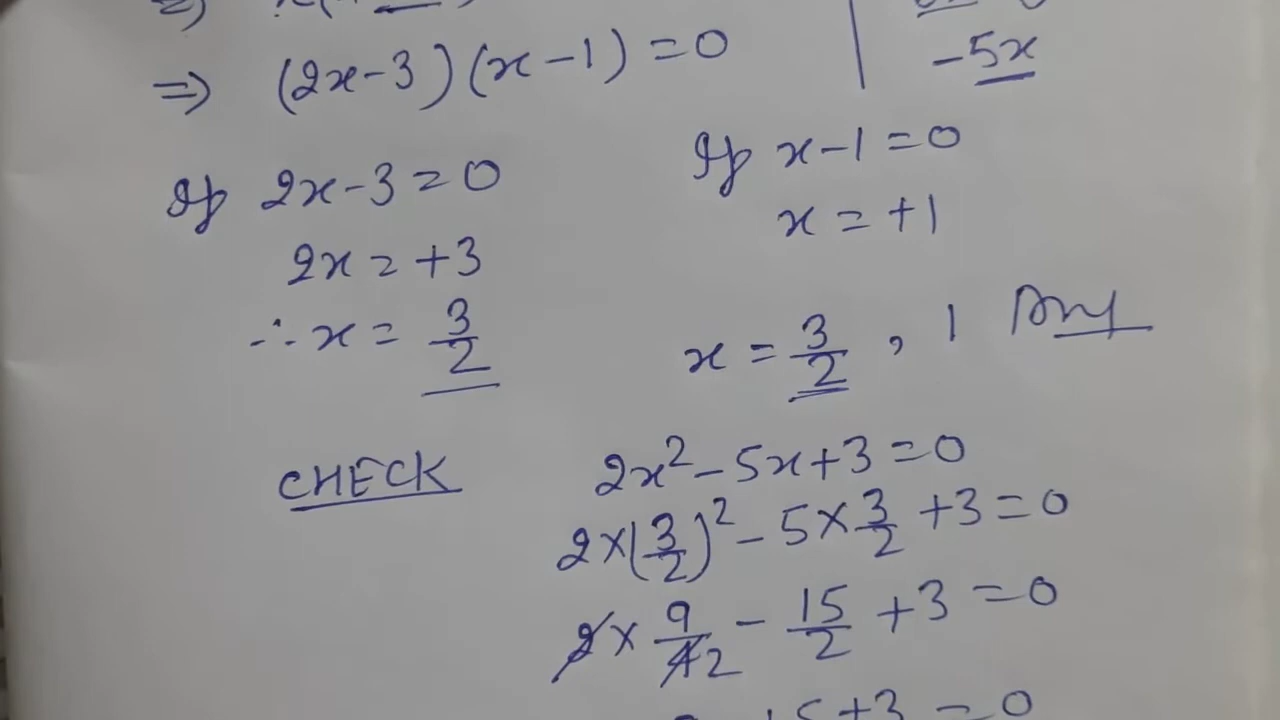 ⇒ (2x-3)(x-1)=0
-5x
If 2x-3=0
2x=+3
∴x=3/2
If x-1=0
x=+1
x=3/2, 1 Ans
CHECK
2x²-5x+3=0
2×(3/2)²-5×3/2+3=0
2×9/4 2-15/2+3=0